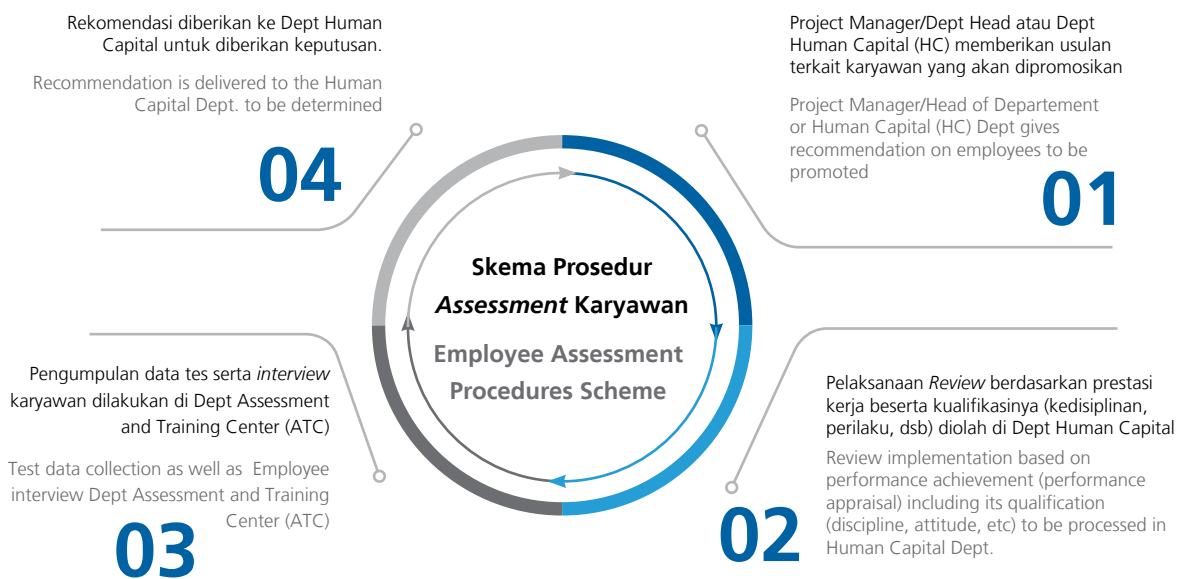 Rekomendasi diberikan ke Dept Human
Capital untuk diberikan keputusan.
Recommendation is delivered to the Human
Capital Dept. to be determined
04
Project Manager/Dept Head atau Dept
Human Capital (HC) memberikan usulan
terkait karyawan yang akan dipromosikan
Project Manager/Head of Departement
or Human Capital (HC) Dept gives
recommendation on employees to be
promoted
01
Skema Prosedur
Assessment Karyawan
Employee Assessment
Procedures Scheme
Pengumpulan data tes serta interview
karyawan dilakukan di Dept Assessment
and Training Center (ATC)
Test data collection as well as Employee
interview Dept Assessment and Training
Center (ATC)
03
Pelaksanaan Review berdasarkan prestasi
kerja beserta kualifikasinya (kedisiplinan,
perilaku, dsb) diolah di Dept Human Capital
Review implementation based on
performance achievement (performance
appraisal) including its qualification
(discipline, attitude, etc) to be processed in
Human Capital Dept.
02